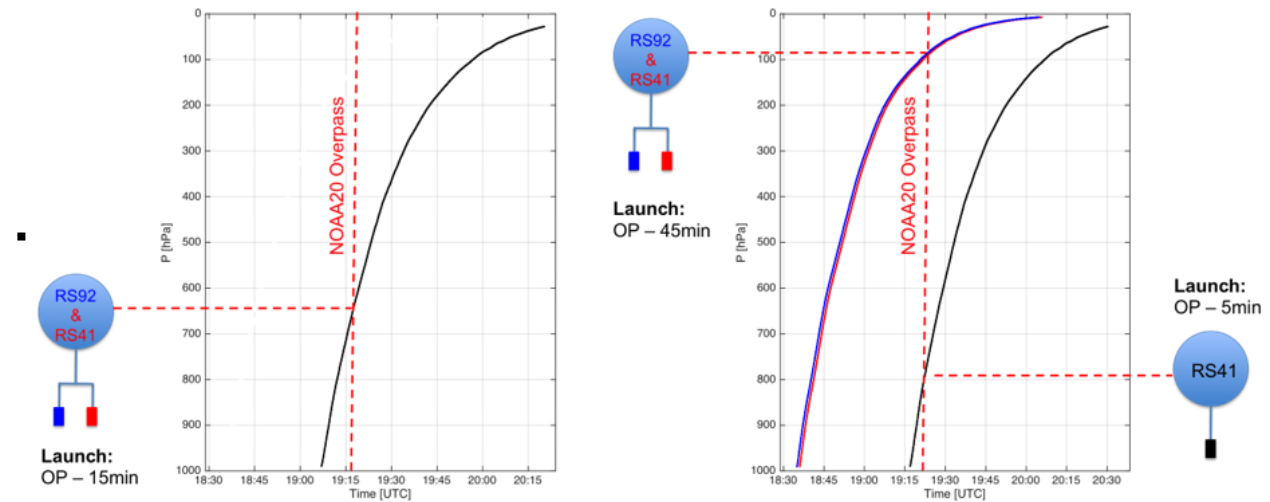 RS92
&
RS41
Launch:
OP – 15min
P [hPa]
0
100
200
300
400
500
600
700
800
900
1000
NOAA20 Overpass
18:30 18:45 19:00 19:15 19:30 19:45 20:00 20:15
Time [UTC]
RS92
&
RS41
Launch:
OP – 45min
P [hPa]
0
100
200
300
400
500
600
700
800
900
1000
NOAA20 Overpass
18:30 18:45 19:00 19:15 19:30 19:45 20:00 20:15 20:30
Time [UTC]
Launch:
OP – 5min
RS41